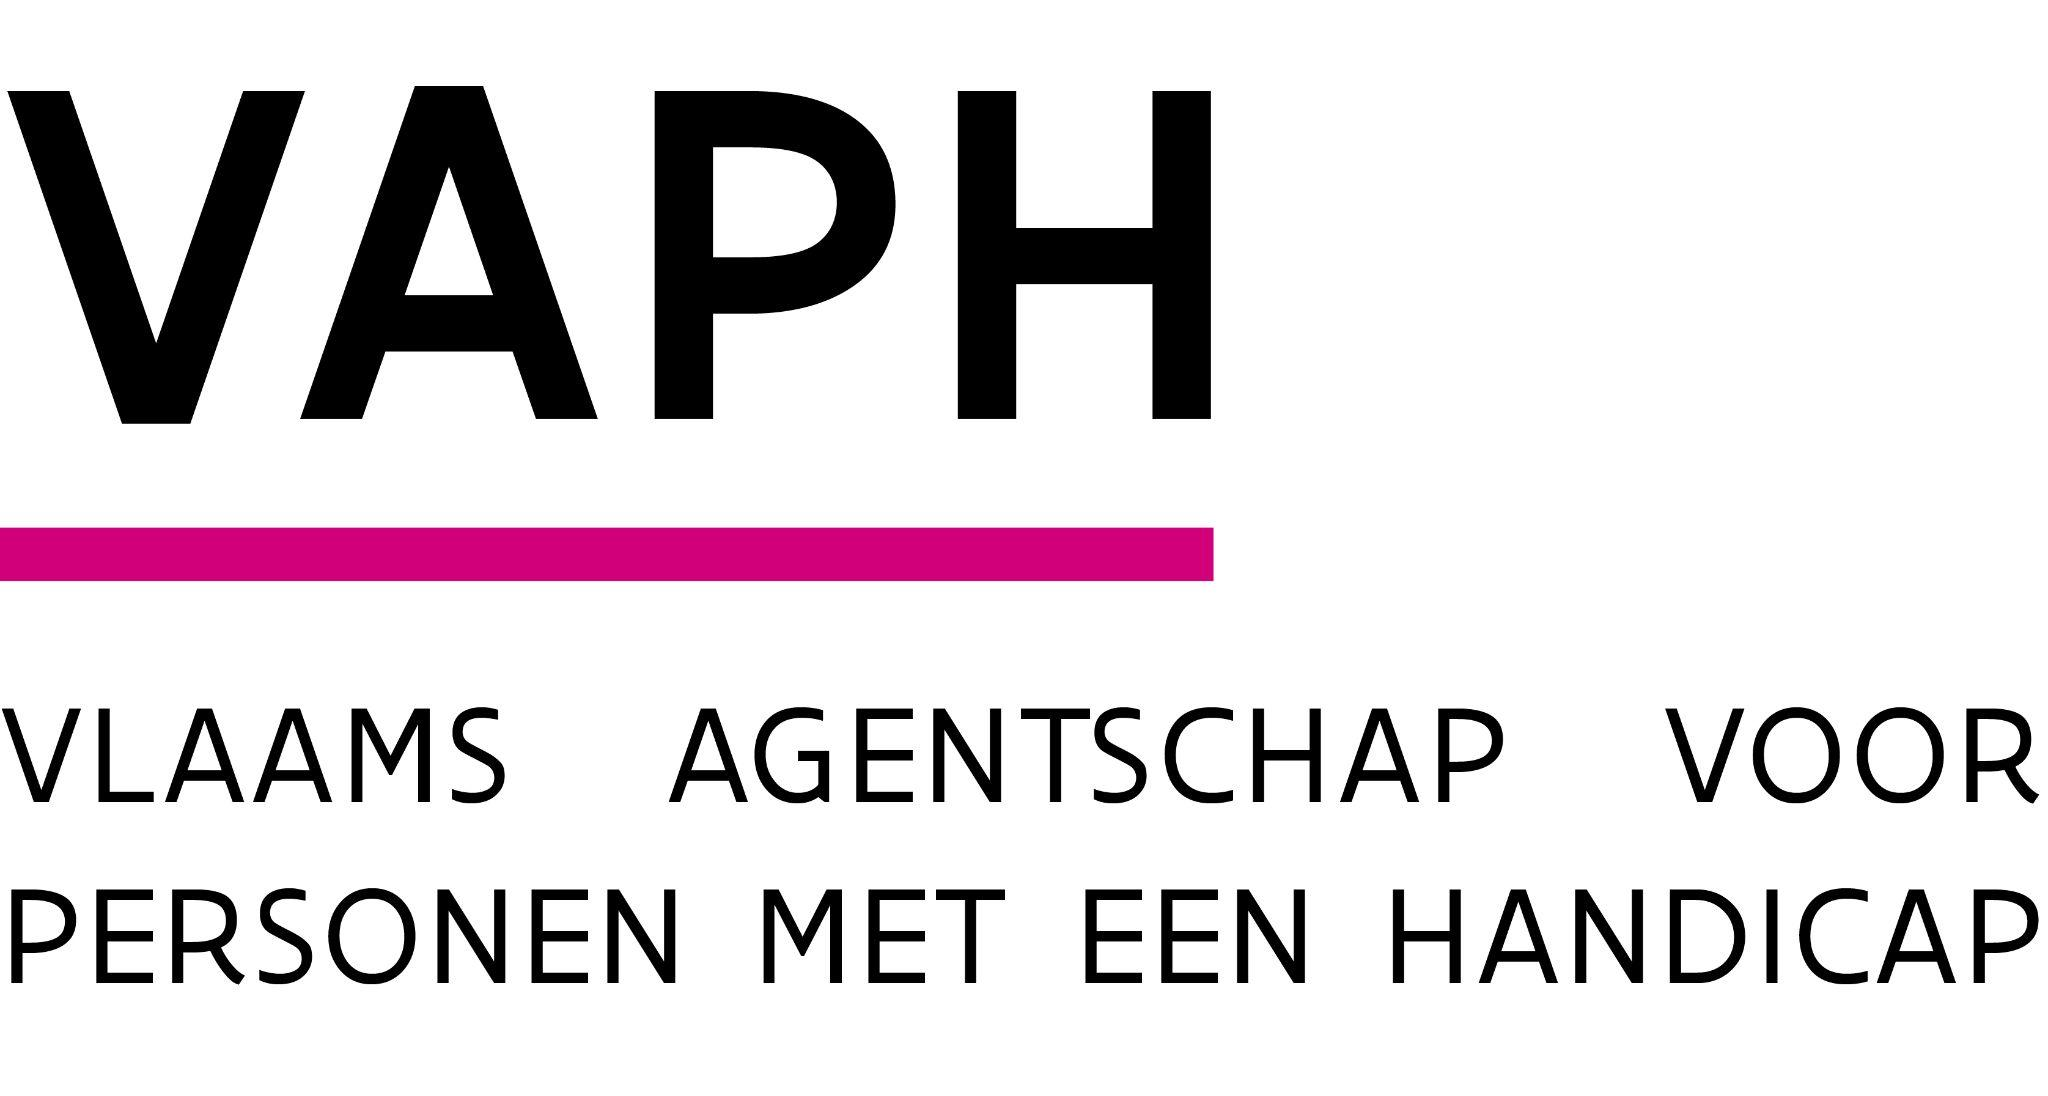 VAPH
VLAAMS AGENTSCHAP VOOR
PERSONEN MET EEN HANDICAP